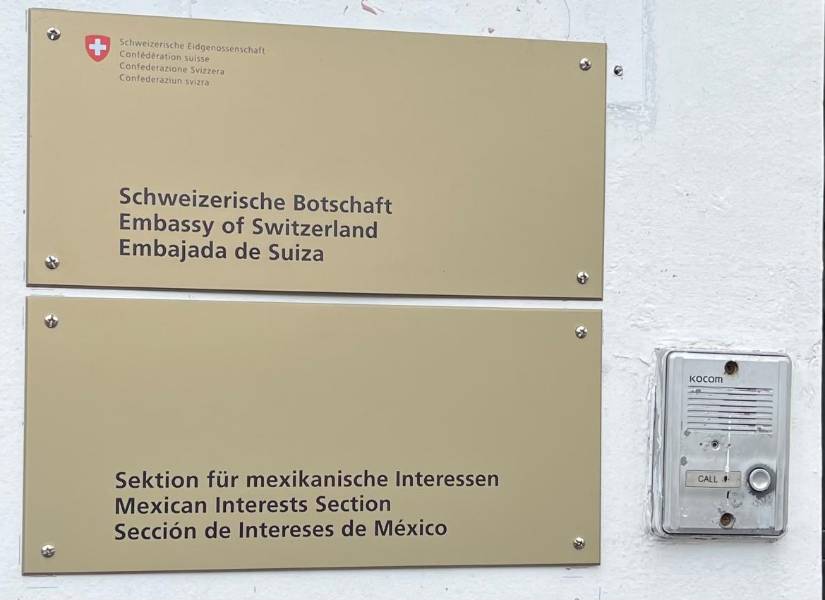 Schweizerische Eidgenossenschaft
Confédération suisse
Confederazione Svizzera
Confederaziun svizra
Schweizerische Botschaft
Embassy of Switzerland
Embajada de Suiza
Sektion für mexikanische Interessen
Mexican Interests Section
Sección de Intereses de México
KOCOM
CALL